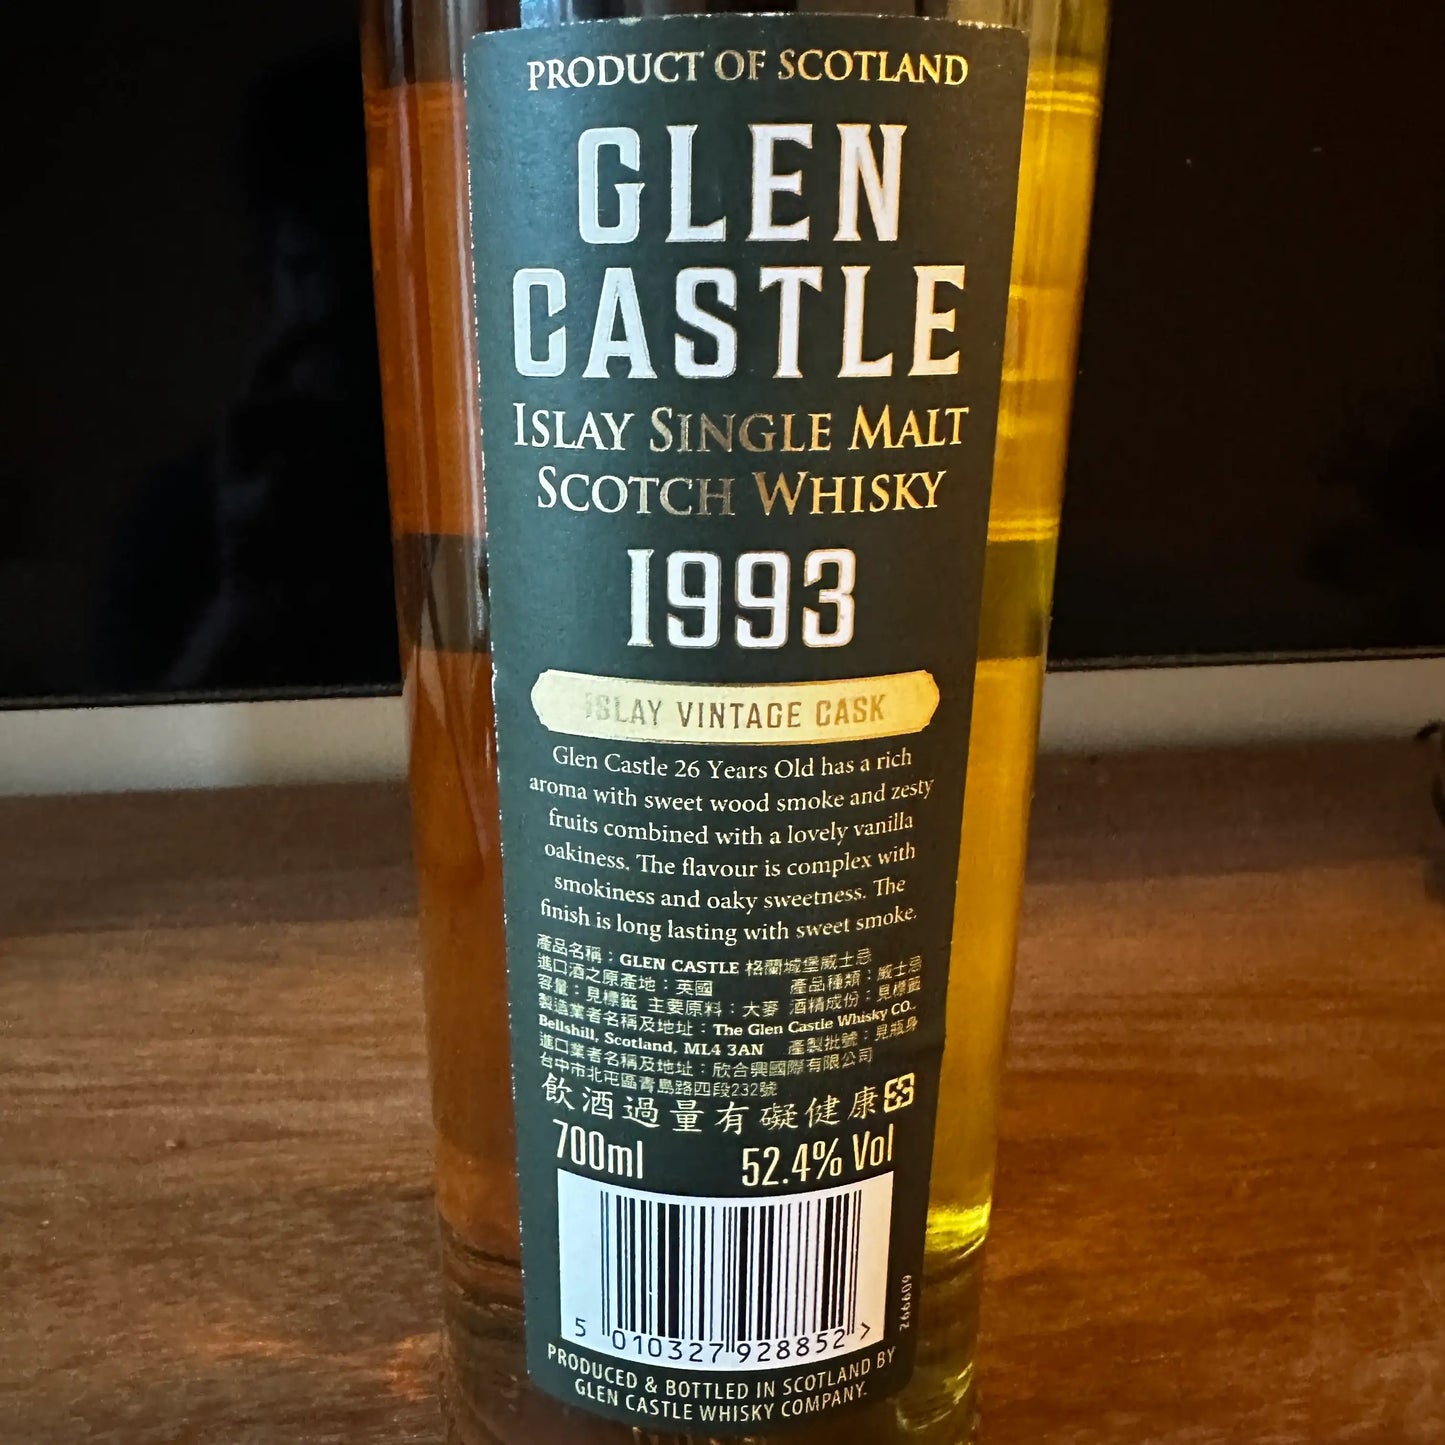 PRODUCT OF SCOTLAND
GLEN
CASTLE
ISLAY SINGLE MALT
SCOTCH WHISKY
1993
ISLAY VINTAGE CASK
Glen Castle 26 Years Old has a rich
aroma with sweet wood smoke and zesty
fruits combined with a lovely vanilla
oakiness. The flavour is complex with
smokiness and oaky sweetness. The
finish is long lasting with sweet smoke.
產品名稱：GLEN CASTLE 格蘭城堡威士忌
進口酒之原產地：英國 產品種類：威士忌
容量：見標籤 主要原料：大麥 酒精成份：見標籤
製造業者名稱及地址：The Glen Castle Whisky CO.,
Bellshill, Scotland, ML4 3AN 產製批號：見瓶身
進口業者名稱及地址：欣合興國際有限公司
台中市北屯區青島路四段232號
飲酒過量有礙健康
700ml 52.4% Vol
5 010327 928852 >
266609
PRODUCED & BOTTLED IN SCOTLAND BY
GLEN CASTLE WHISKY COMPANY.